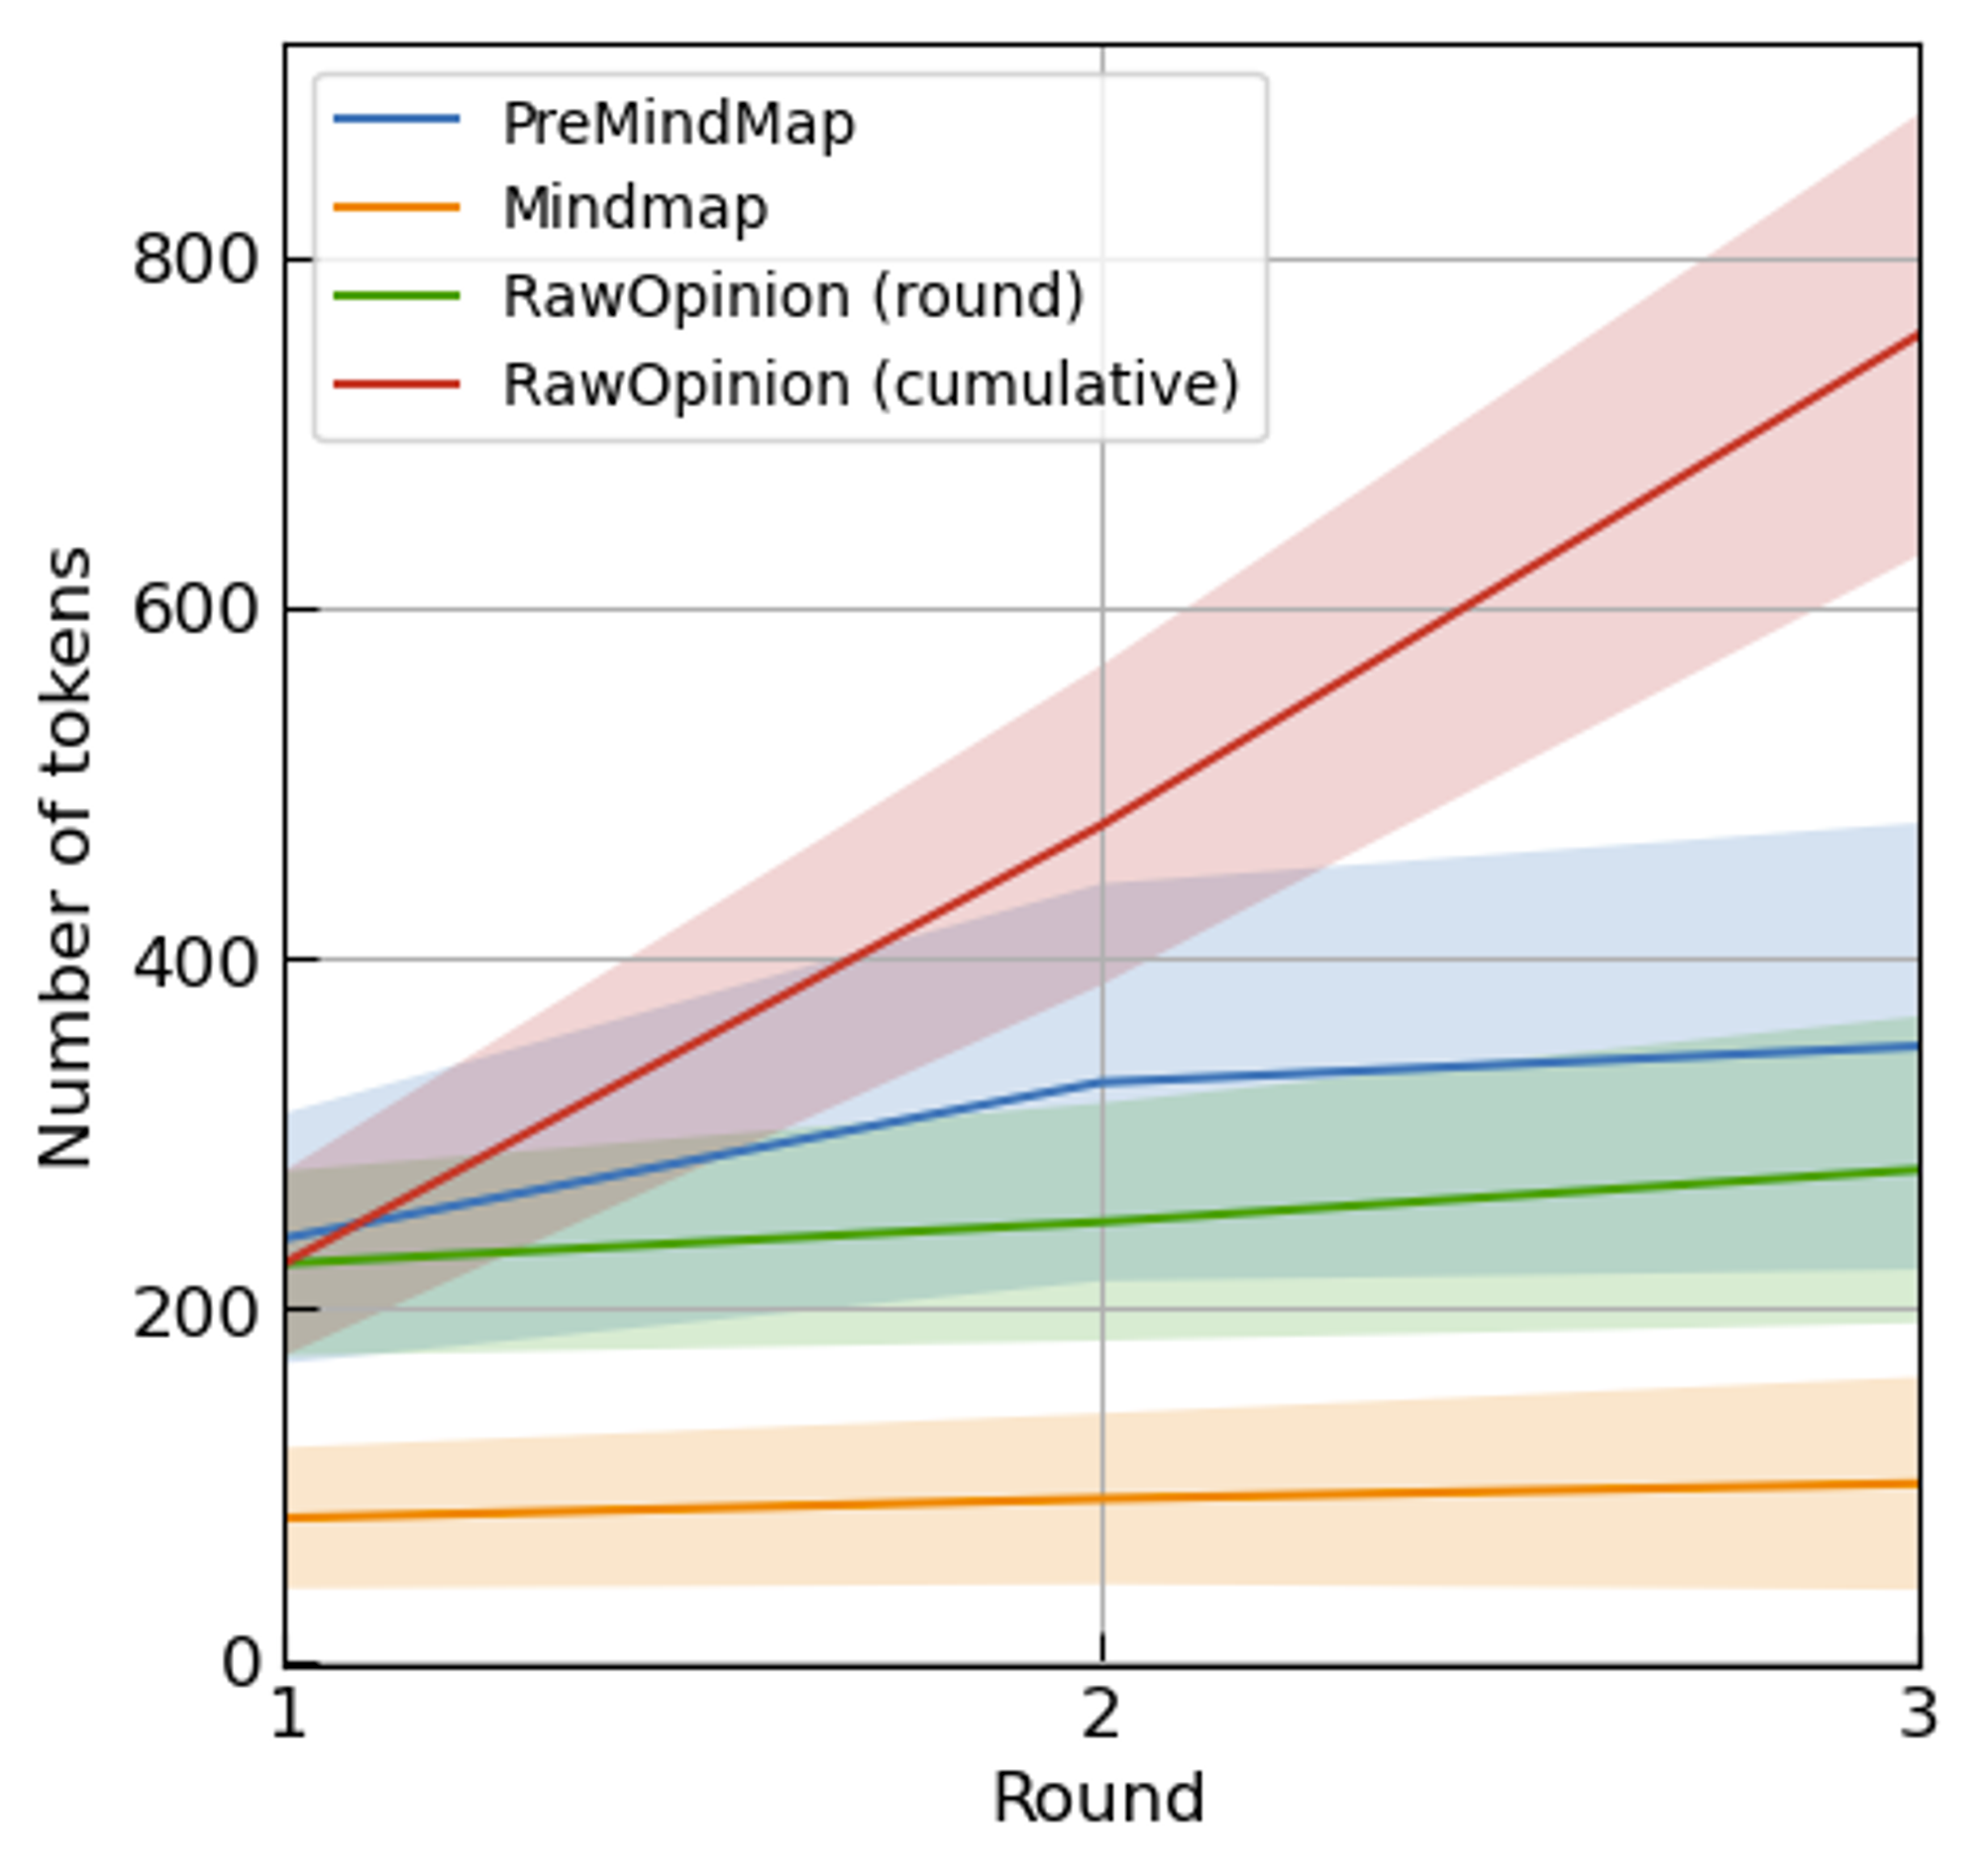 PreMindMap
Mindmap
RawOpinion (round)
RawOpinion (cumulative)
800
600
400
200
0
Number of tokens
1 2 3
Round